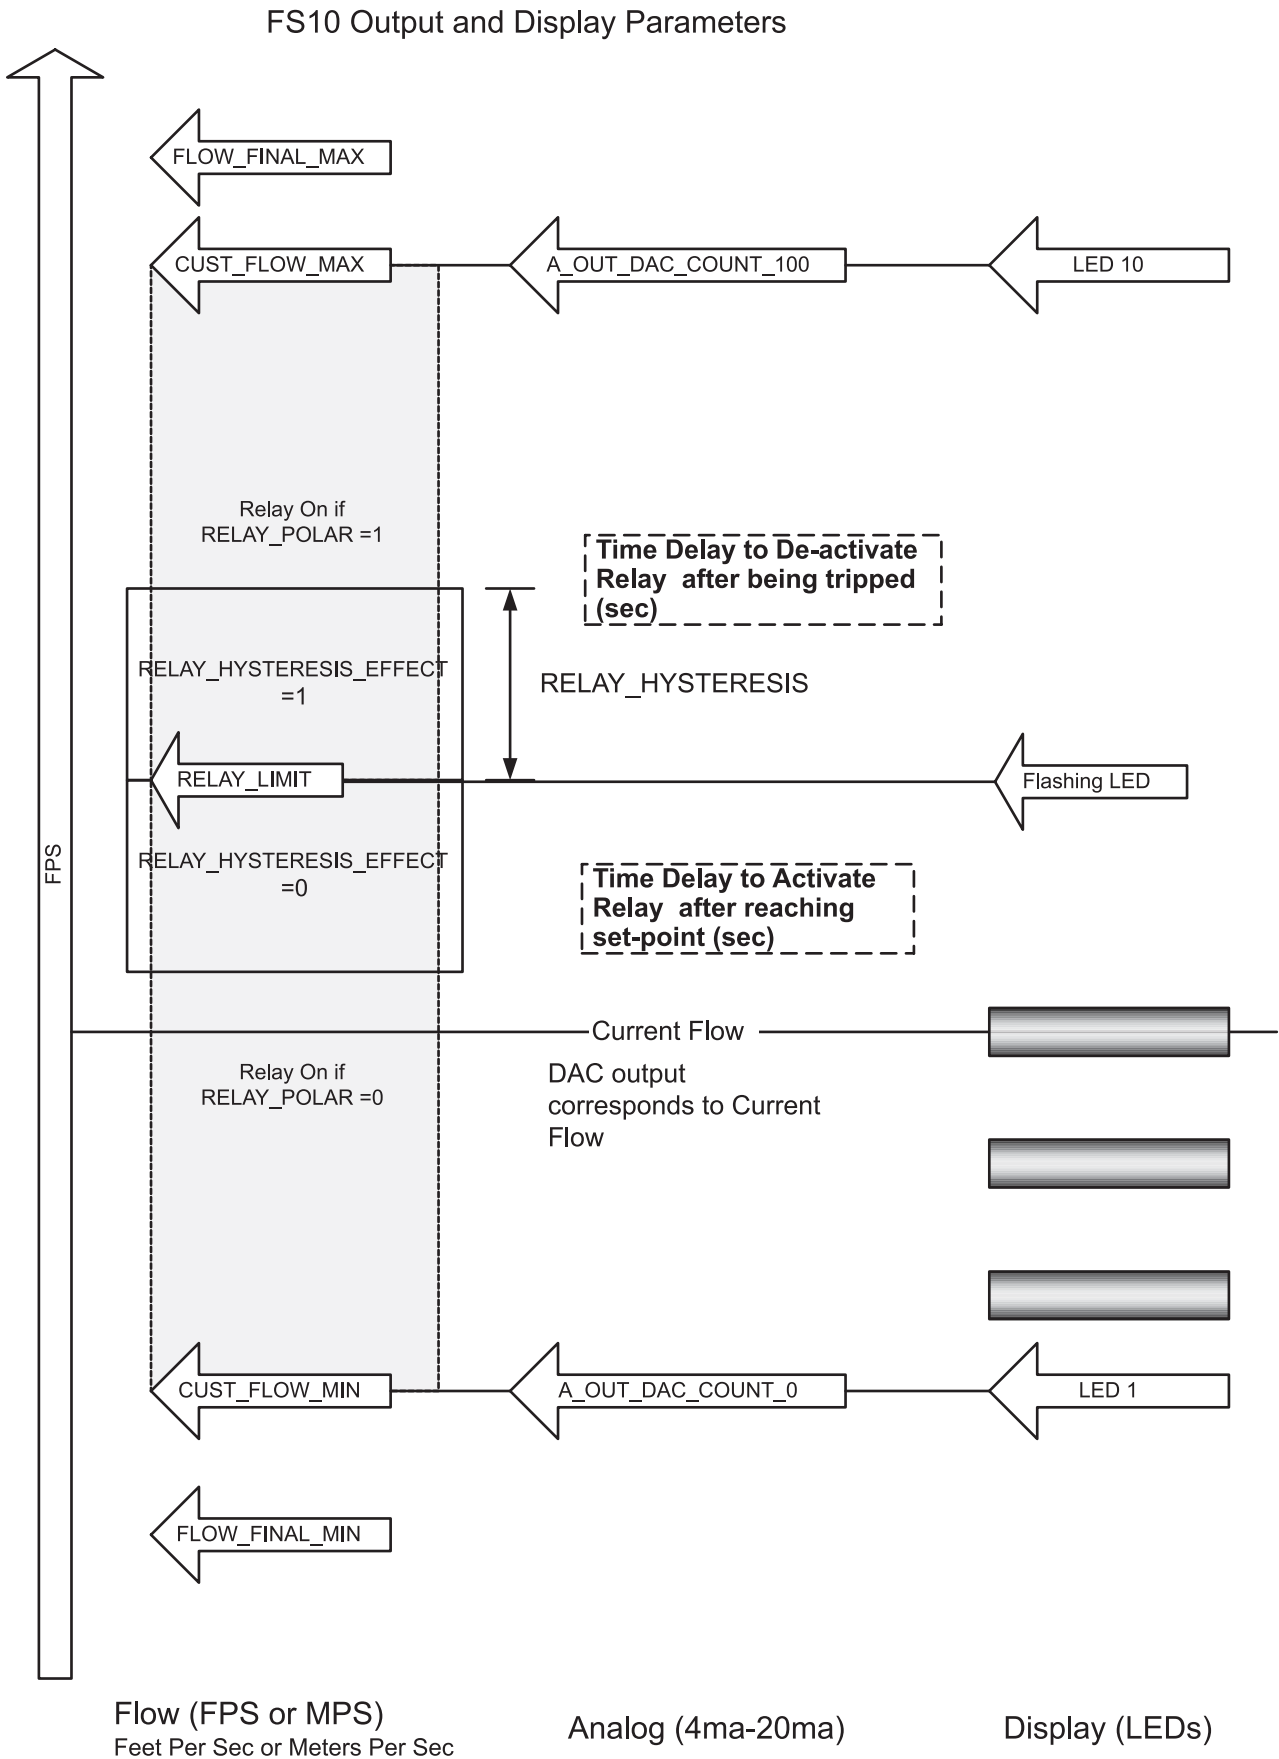 FS10 Output and Display Parameters
FLOW_FINAL_MAX
CUST_FLOW_MAX
A_OUT_DAC_COUNT_100
LED 10
Relay On if
RELAY_POLAR =1
Time Delay to De-activate
Relay after being tripped
(sec)
RELAY_HYSTERESIS_EFFECT
=1
RELAY_HYSTERESIS
RELAY_LIMIT
Flashing LED
FPS
RELAY_HYSTERESIS_EFFECT
=0
Time Delay to Activate
Relay after reaching
set-point (sec)
Current Flow
Relay On if
RELAY_POLAR =0
DAC output
corresponds to Current
Flow
CUST_FLOW_MIN
A_OUT_DAC_COUNT_0
LED 1
FLOW_FINAL_MIN
Flow (FPS or MPS)
Feet Per Sec or Meters Per Sec
Analog (4ma-20ma)
Display (LEDs)